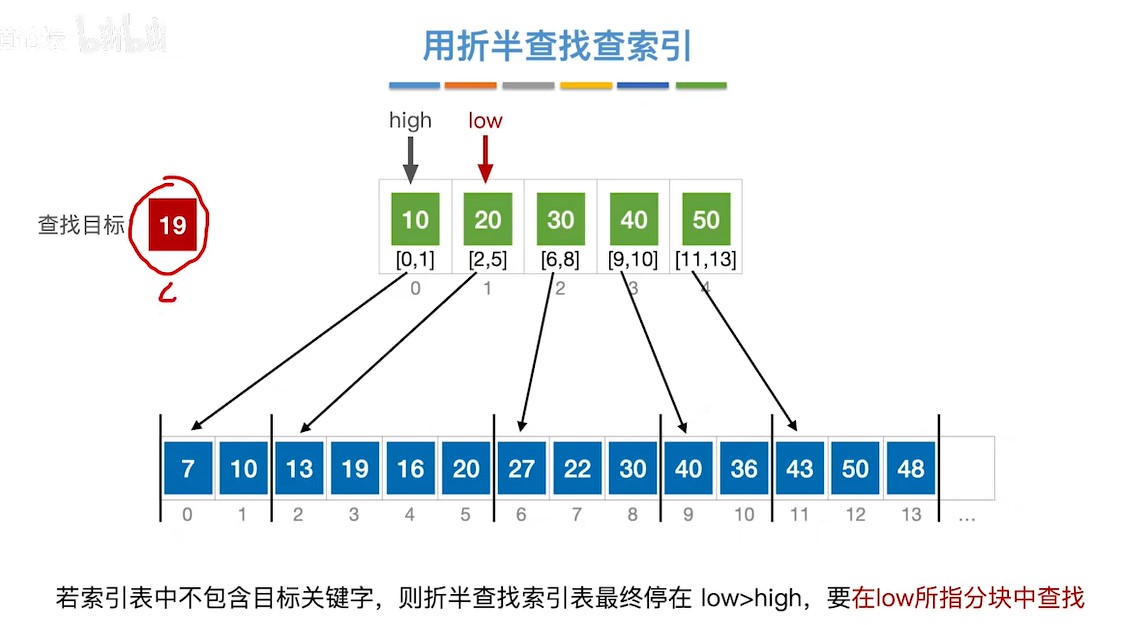 用折半查找查索引
high low
查找目标 19
10 20 30 40 50
[0,1] [2,5] [6,8] [9,10] [11,13]
0 1 2 3 4
7 10 13 19 16 20 27 22 30 40 36 43 50 48
0 1 2 3 4 5 6 7 8 9 10 11 12 13 ...
若索引表中不包含目标关键字，则折半查找索引表最终停在 low>high，要在low所指分块中查找